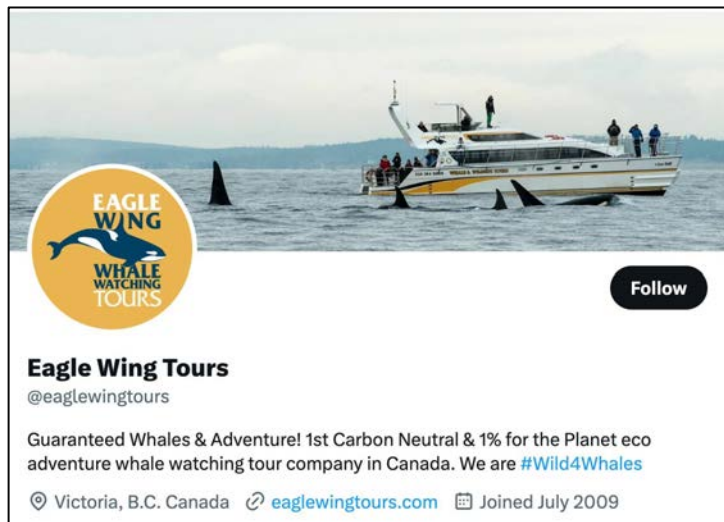 EAGLE
WING
WHALE
WATCHING
TOURS
Follow
Eagle Wing Tours
@eaglewingtours
Guaranteed Whales & Adventure! 1st Carbon Neutral & 1% for the Planet eco
adventure whale watching tour company in Canada. We are #Wild4Whales
Victoria, B.C. Canada eaglewingtours.com Joined July 2009